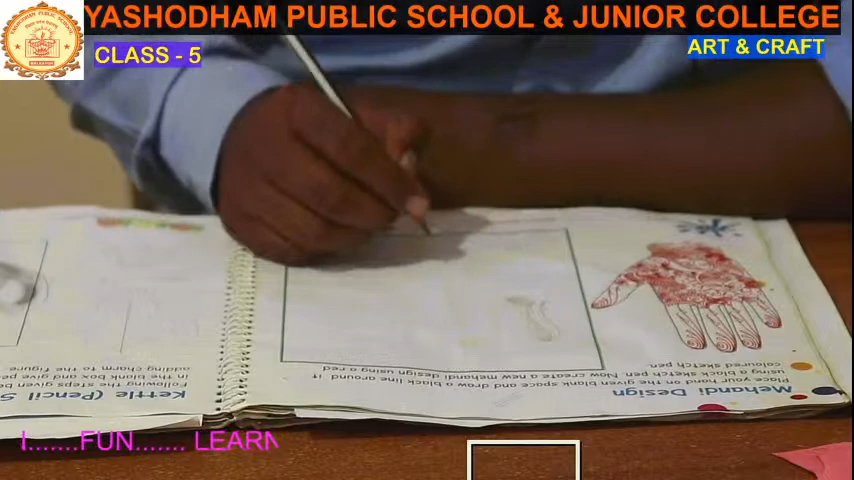 YASHODHAM PUBLIC SCHOOL & JUNIOR COLLEGE
CLASS - 5
ART & CRAFT
Mehandi Design
Place your hand on the given blank space and draw a black line around it
using a black sketch pen. Now create a new mehandi design using a red
coloured sketch pen.
Kettle (Pencil S
Following the steps given be
in the blank box and give pe
adding charm to the figure.
I.......FUN....... LEARN